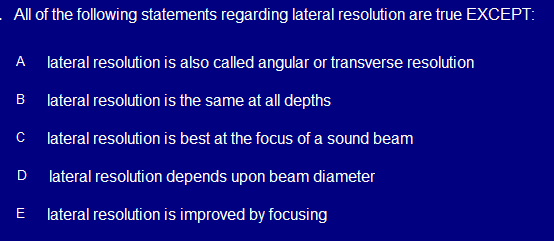 . All of the following statements regarding lateral resolution are true EXCEPT:
A lateral resolution is also called angular or transverse resolution
B lateral resolution is the same at all depths
C lateral resolution is best at the focus of a sound beam
D lateral resolution depends upon beam diameter
E lateral resolution is improved by focusing